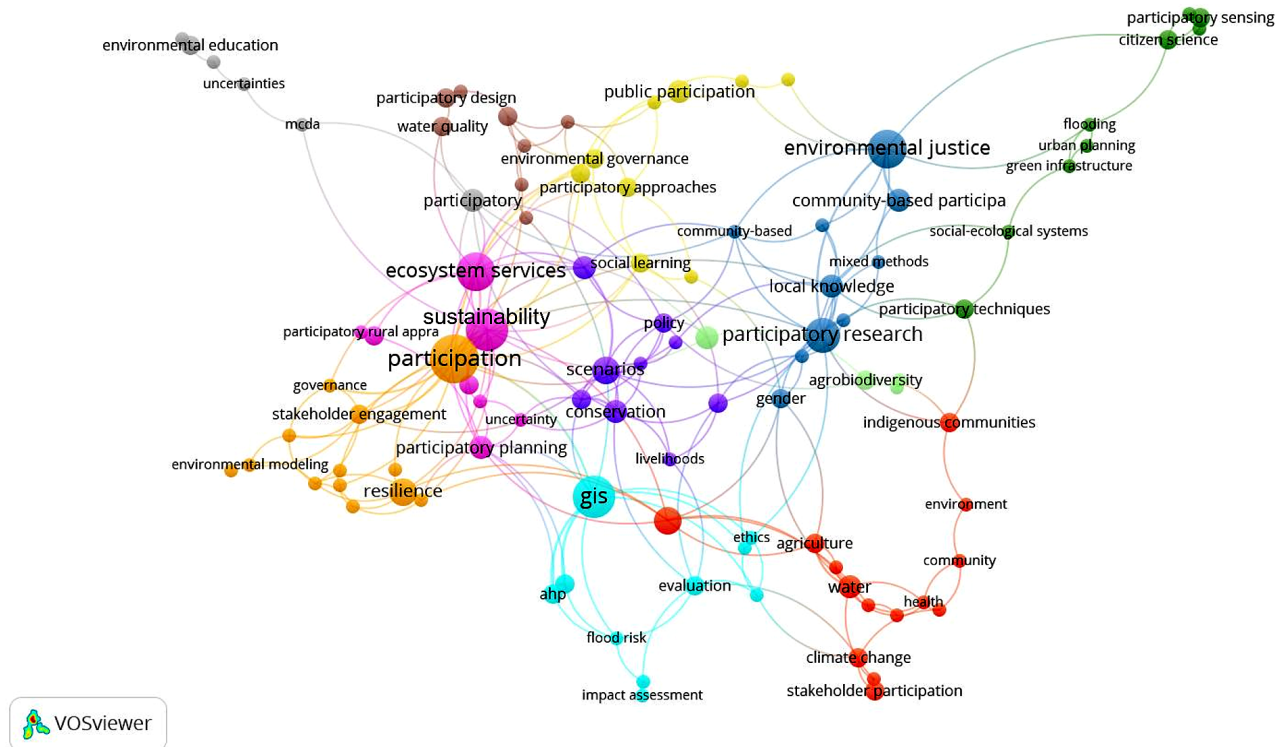 participatory sensing
citizen science
environmental education
uncertainties
public participation
participatory design
mcda
water quality
flooding
urban planning
environmental justice
environmental governance
green infrastructure
participatory approaches
participatory
community-based participa
community-based
social-ecological systems
ecosystem services
social learning
mixed methods
local knowledge
participatory techniques
sustainability
policy
participatory rural appra
participatory research
participation
scenarios
agrobiodiversity
governance
gender
stakeholder engagement
conservation
uncertainty
indigenous communities
participatory planning
livelihoods
environmental modeling
resilience
gis
environment
ethics
agriculture
community
evaluation
water
ahp
health
flood risk
climate change
impact assessment
stakeholder participation
VOSviewer